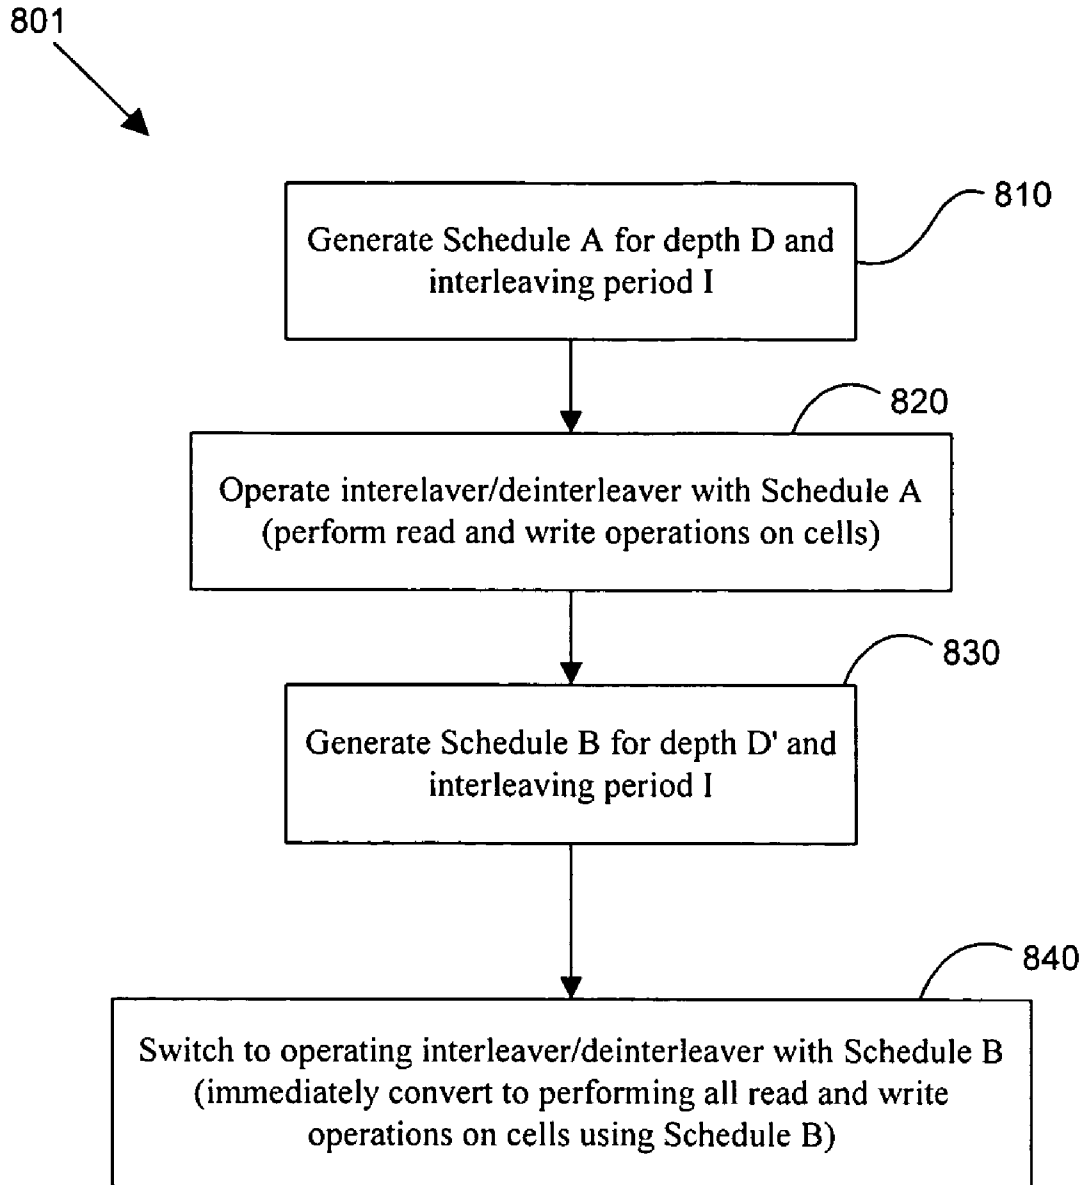 801
810
Generate Schedule A for depth D and
interleaving period I
820
Operate interelaver/deinterleaver with Schedule A
(perform read and write operations on cells)
830
Generate Schedule B for depth D' and
interleaving period I
840
Switch to operating interleaver/deinterleaver with Schedule B
(immediately convert to performing all read and write
operations on cells using Schedule B)